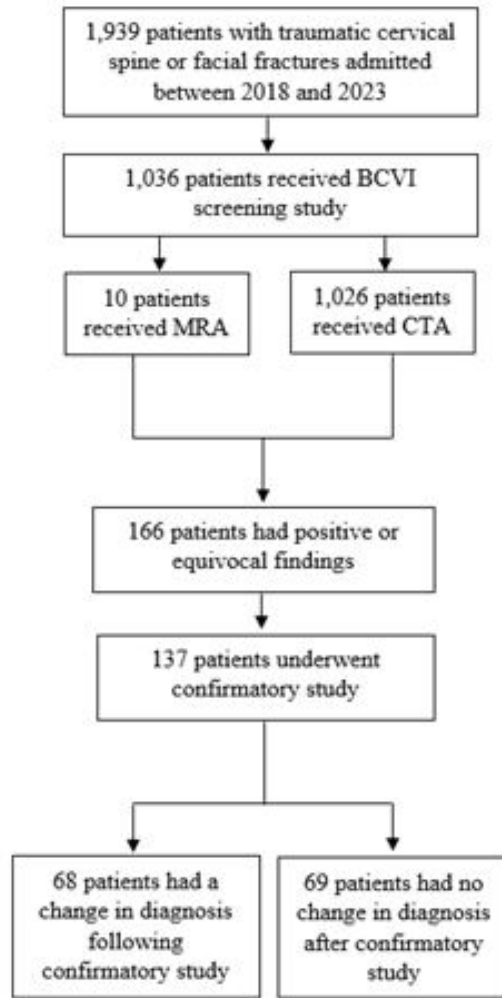 1,939 patients with traumatic cervical
spine or facial fractures admitted
between 2018 and 2023
1,036 patients received BCVI
screening study
10 patients
received MRA
1,026 patients
received CTA
166 patients had positive or
equivocal findings
137 patients underwent
confirmatory study
68 patients had a
change in diagnosis
following
confirmatory study
69 patients had no
change in diagnosis
after confirmatory
study